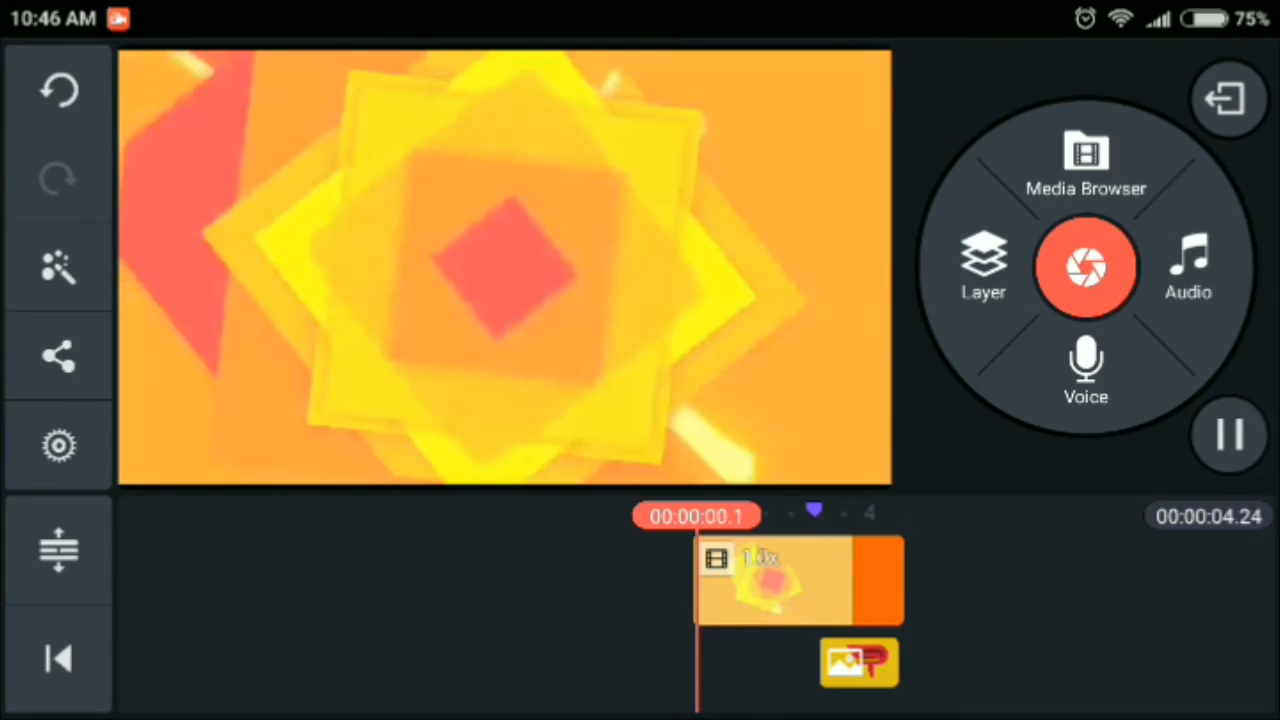 10:46 AM
75%
Media Browser
Layer
Audio
Voice
00:00:00.1
4
00:00:04.24
1.0x
P